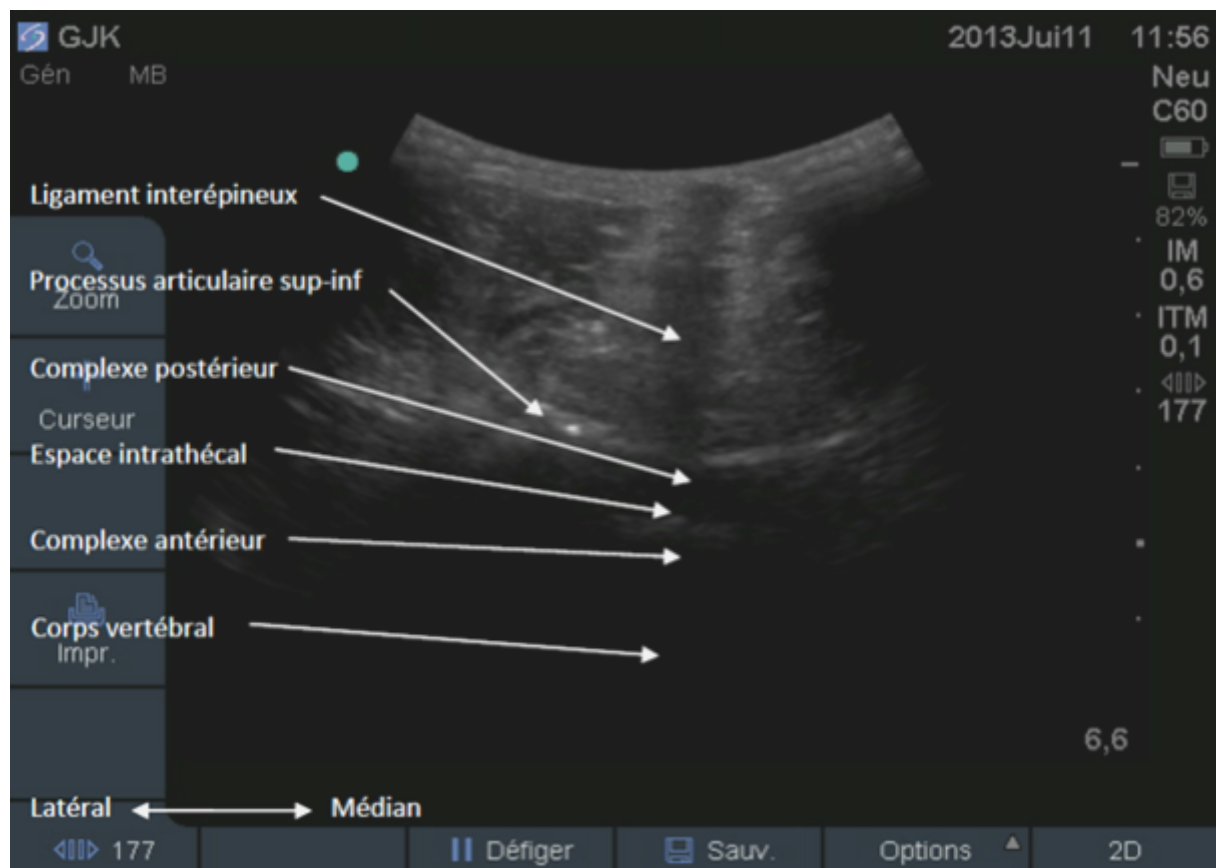 GJK 2013Jui11 11:56
Gén MB
Neu
C60
82%
IM
0,6
ITM
0,1
177
Ligament interépineux
Zoom
Processus articulaire sup-inf
Complexe postérieur
Curseur
Espace intrathécal
Complexe antérieur
Corps vertébral
Impr.
6,6
Latéral Médian
177 Défiger Sauv. Options 2D